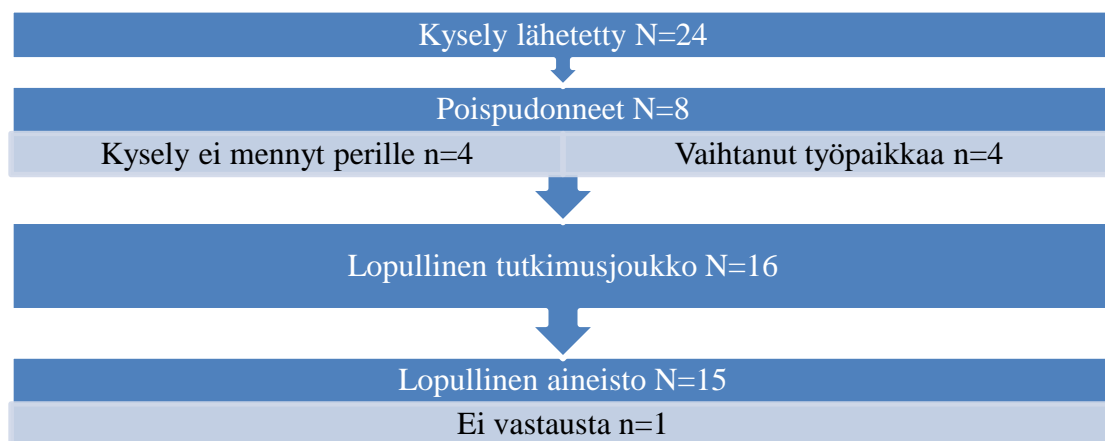 Kysely lähetetty N=24
Poispudonneet N=8
Kysely ei mennyt perille n=4
Vaihtanut työpaikkaa n=4
Lopullinen tutkimusjoukko N=16
Lopullinen aineisto N=15
Ei vastausta n=1